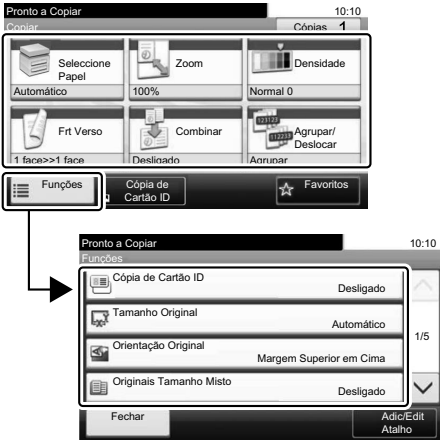 Pronto a Copiar 10:10
Copiar Cópias 1
Seleccione
Papel
Automático
Zoom
100%
Densidade
Normal 0
Frt Verso
1 face>>1 face
Combinar
Desligado
123123
112233
Agrupar/
Deslocar
Agrupar
Funções
Cópia de
Cartão ID
Favoritos
Pronto a Copiar 10:10
Funções
Cópia de Cartão ID
Desligado
Tamanho Original
Automático
Orientação Original
Margem Superior em Cima
Originais Tamanho Misto
Desligado
1/5
Fechar
Adic/Edit
Atalho